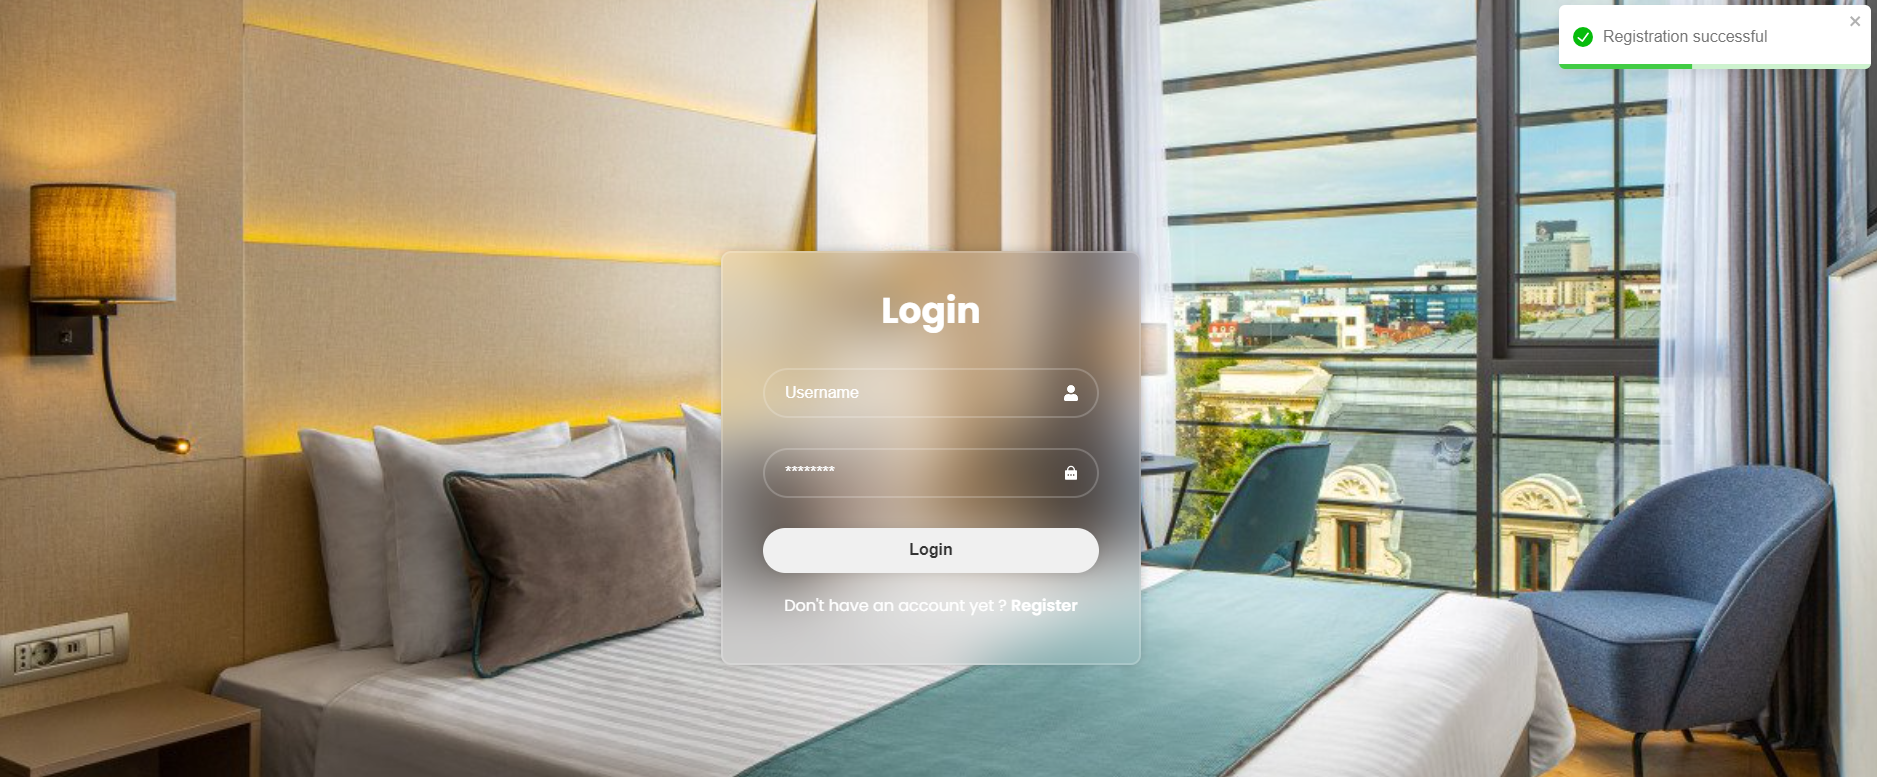 Registration successful
Login
Username
********
Login
Don't have an account yet ? Register